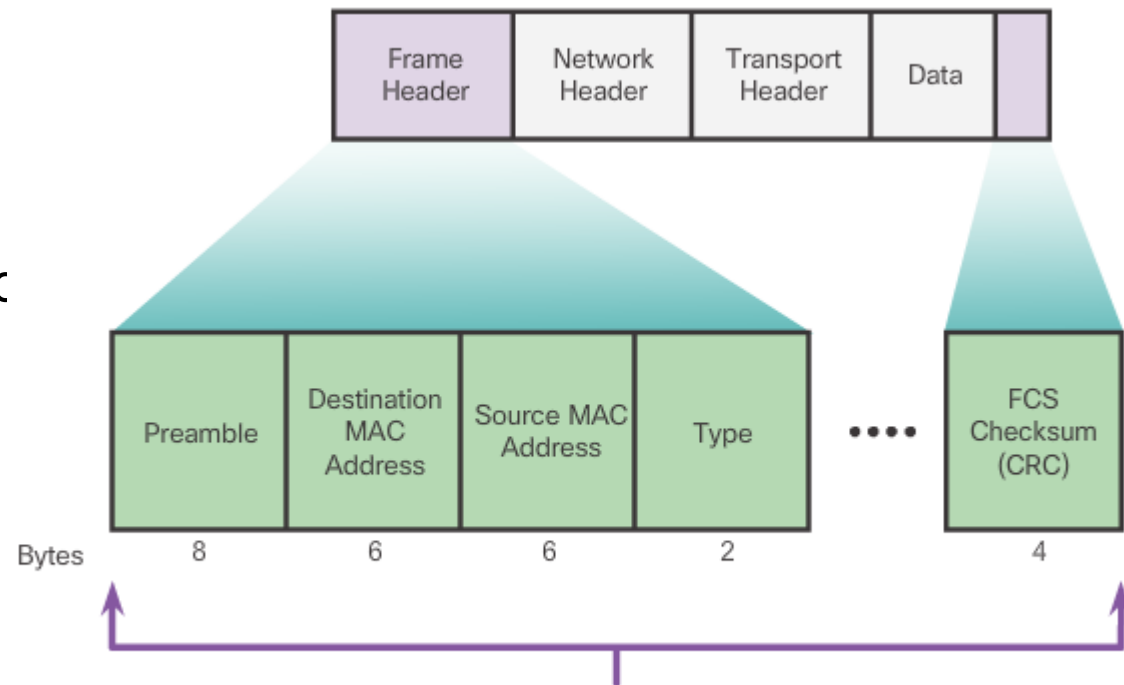 Frame
Header
Network
Header
Transport
Header
Data
Preamble
Destination
MAC
Address
Source MAC
Address
Type
••••
FCS
Checksum
(CRC)
Bytes
8
6
6
2
4